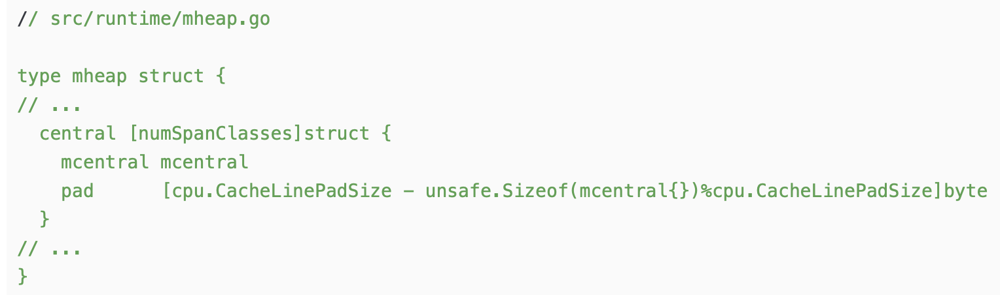 // src/runtime/mheap.go
type mheap struct {
// ...
  central [numSpanClasses]struct {
    mcentral mcentral
    pad      [cpu.CacheLinePadSize - unsafe.Sizeof(mcentral{})%cpu.CacheLinePadSize]byte
  }
// ...
}